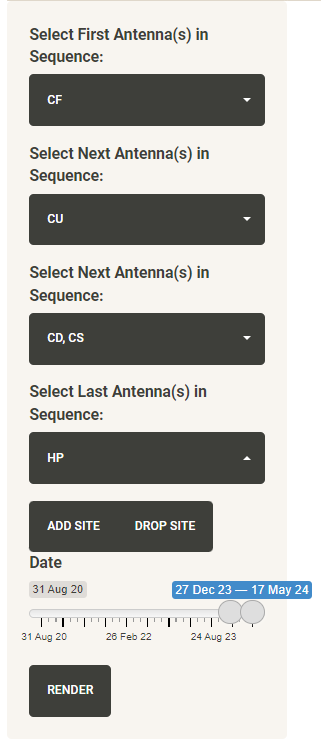 Select First Antenna(s) in
Sequence:
CF
Select Next Antenna(s) in
Sequence:
CU
Select Next Antenna(s) in
Sequence:
CD, CS
Select Last Antenna(s) in
Sequence:
HP
ADD SITE DROP SITE
Date
31 Aug 20 27 Dec 23 — 17 May 24
31 Aug 20 26 Feb 22 24 Aug 23
RENDER